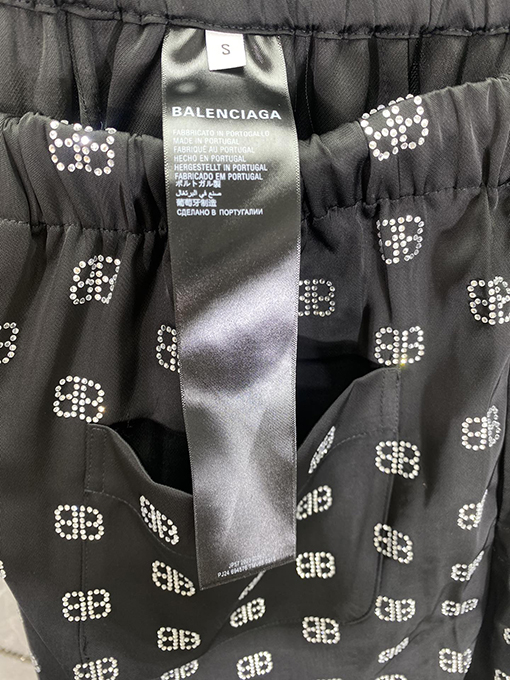 S
BALENCIAGA
FABBRICATO IN PORTOGALLO
MADE IN PORTUGAL
FABRIQUÉ AU PORTUGAL
HECHO EN PORTUGAL
HERGESTELLT IN PORTUGAL
FABRICADO EM PORTUGAL
ポルトガル製
صنع في البرتغال
葡萄牙制造
СДЕЛАНО В ПОРТУГАЛИИ